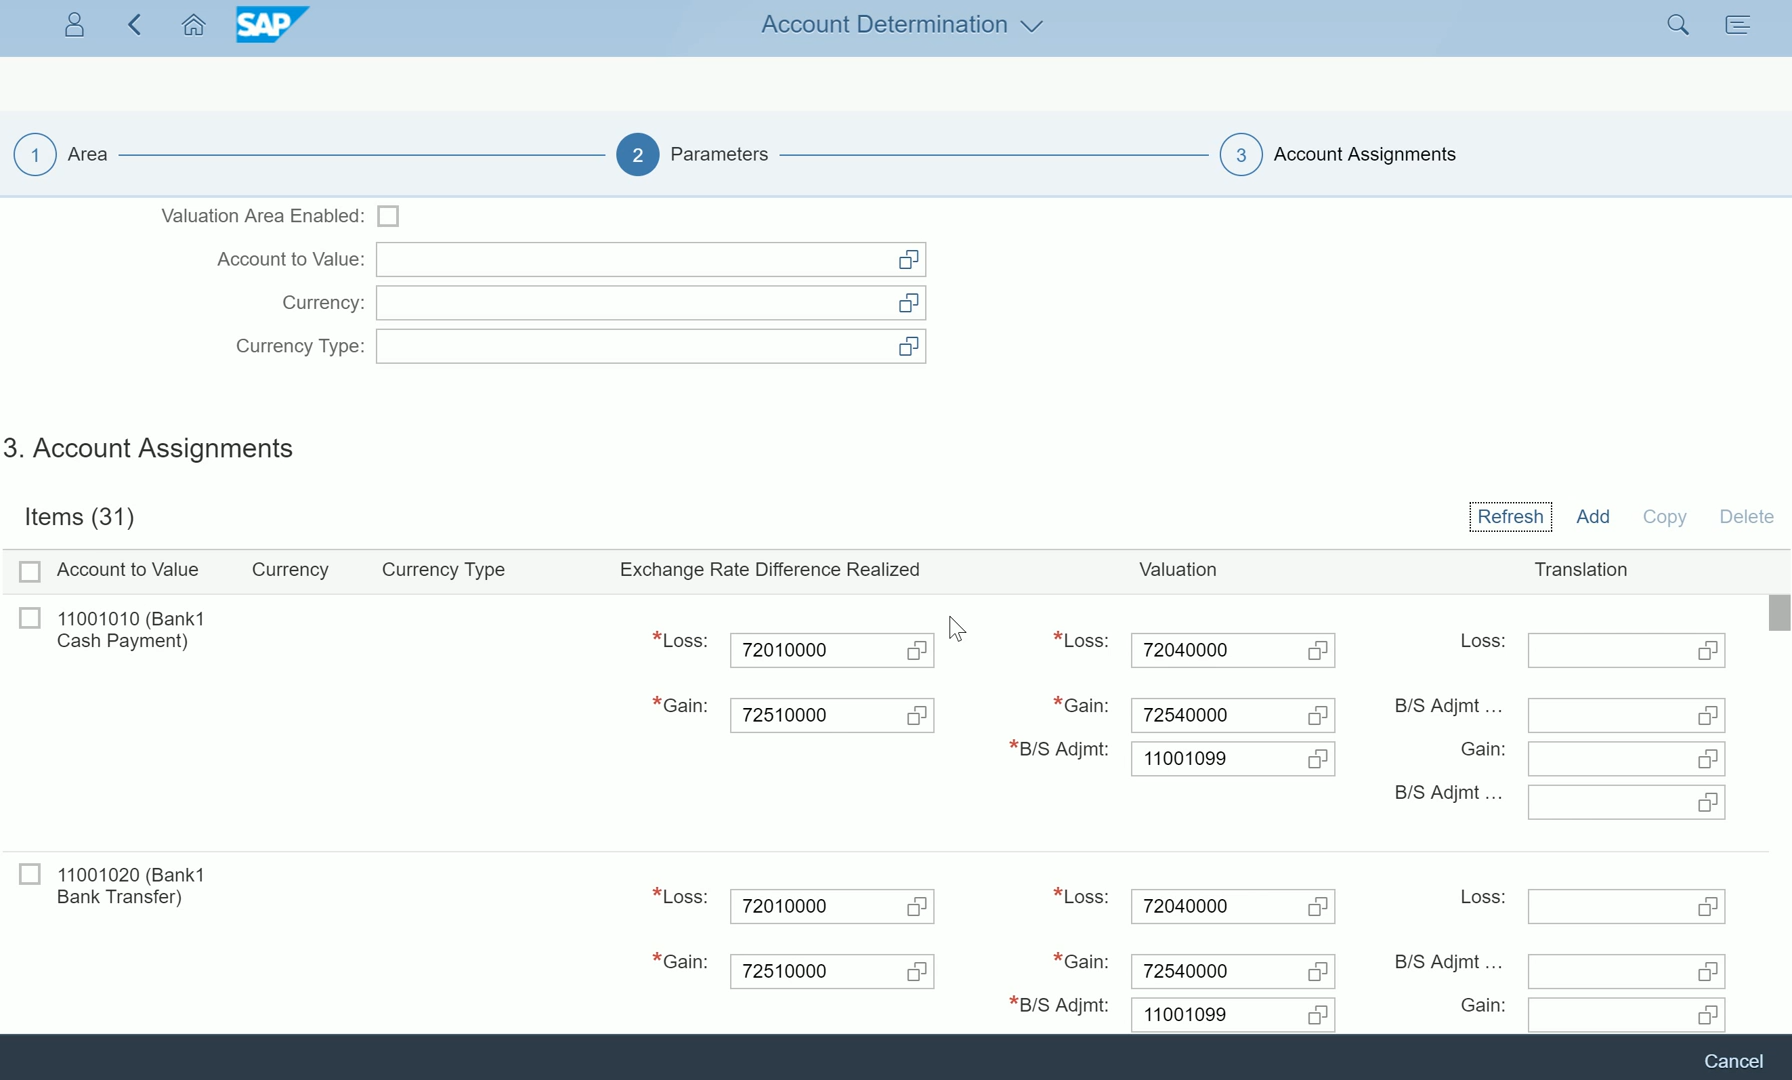 SAP
Account Determination
1 Area 2 Parameters 3 Account Assignments
Valuation Area Enabled:
Account to Value:
Currency:
Currency Type:
3. Account Assignments
Items (31) Refresh Add Copy Delete
Account to Value Currency Currency Type Exchange Rate Difference Realized Valuation Translation
11001010 (Bank1
Cash Payment)
*Loss: 72010000 *Loss: 72040000 Loss:
*Gain: 72510000 *Gain: 72540000 B/S Adjmt ...
*B/S Adjmt: 11001099 Gain:
B/S Adjmt ...
11001020 (Bank1
Bank Transfer)
*Loss: 72010000 *Loss: 72040000 Loss:
*Gain: 72510000 *Gain: 72540000 B/S Adjmt ...
*B/S Adjmt: 11001099 Gain:
Cancel